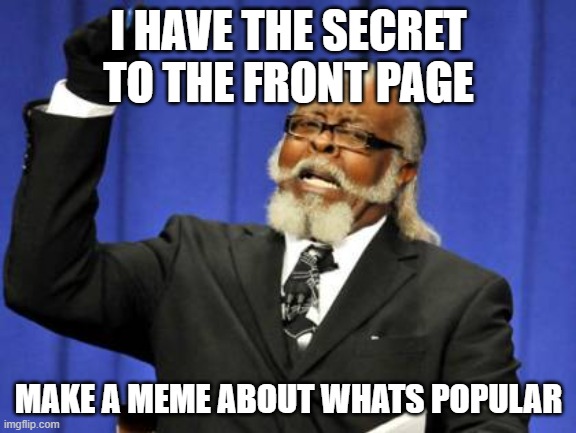 I HAVE THE SECRET
TO THE FRONT PAGE
MAKE A MEME ABOUT WHATS POPULAR
imgflip.com